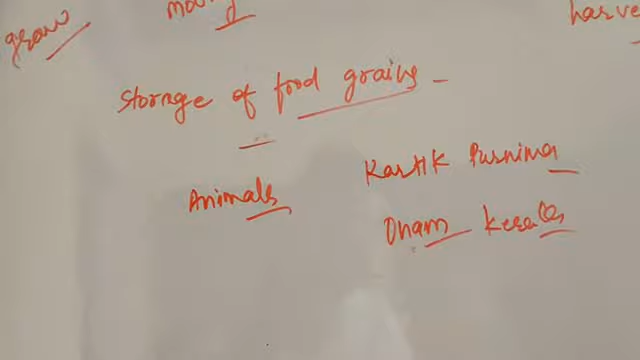 grow
harve
Storage of food grains -
Animals
Kartik Purnima
Onam Kerala